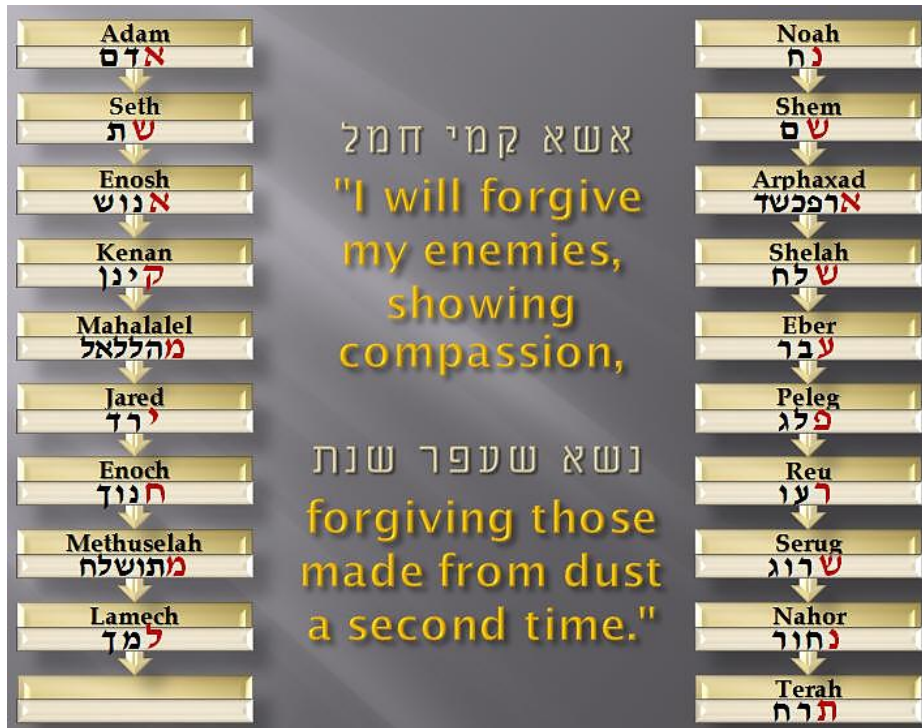 Adam
אדם
Seth
שת
Enosh
אנוש
Kenan
קינן
Mahalalel
מהללאל
Jared
ירד
Enoch
חנוך
Methuselah
מתושלח
Lamech
למך
אשא קמי חמל
"I will forgive
my enemies,
showing
compassion,
נשא שעפר שנת
forgiving those
made from dust
a second time."
Noah
נח
Shem
שם
Arphaxad
ארפכשד
Shelah
שלח
Eber
עבר
Peleg
פלג
Reu
רעו
Serug
שרוג
Nahor
נחור
Terah
תרח